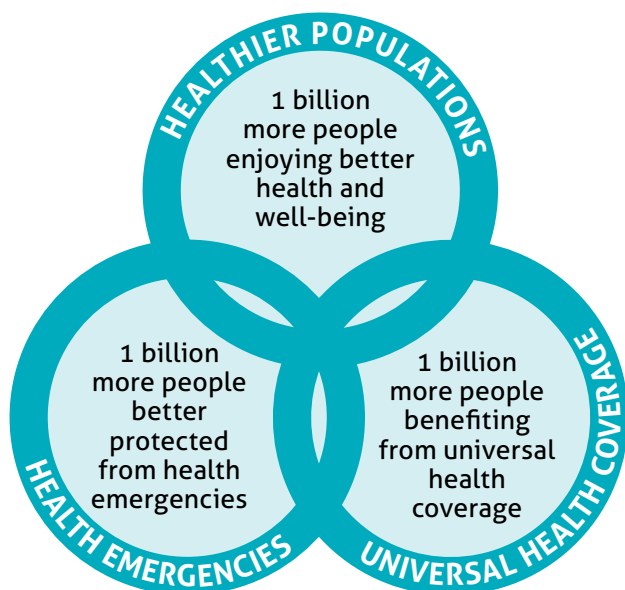 HEALTHIER POPULATIONS
1 billion
more people
enjoying better
health and
well-being
1 billion
more people
better
protected
from health
emergencies
HEALTH EMERGENCIES
1 billion
more people
benefiting
from universal
health
coverage
UNIVERSAL HEALTH COVERAGE